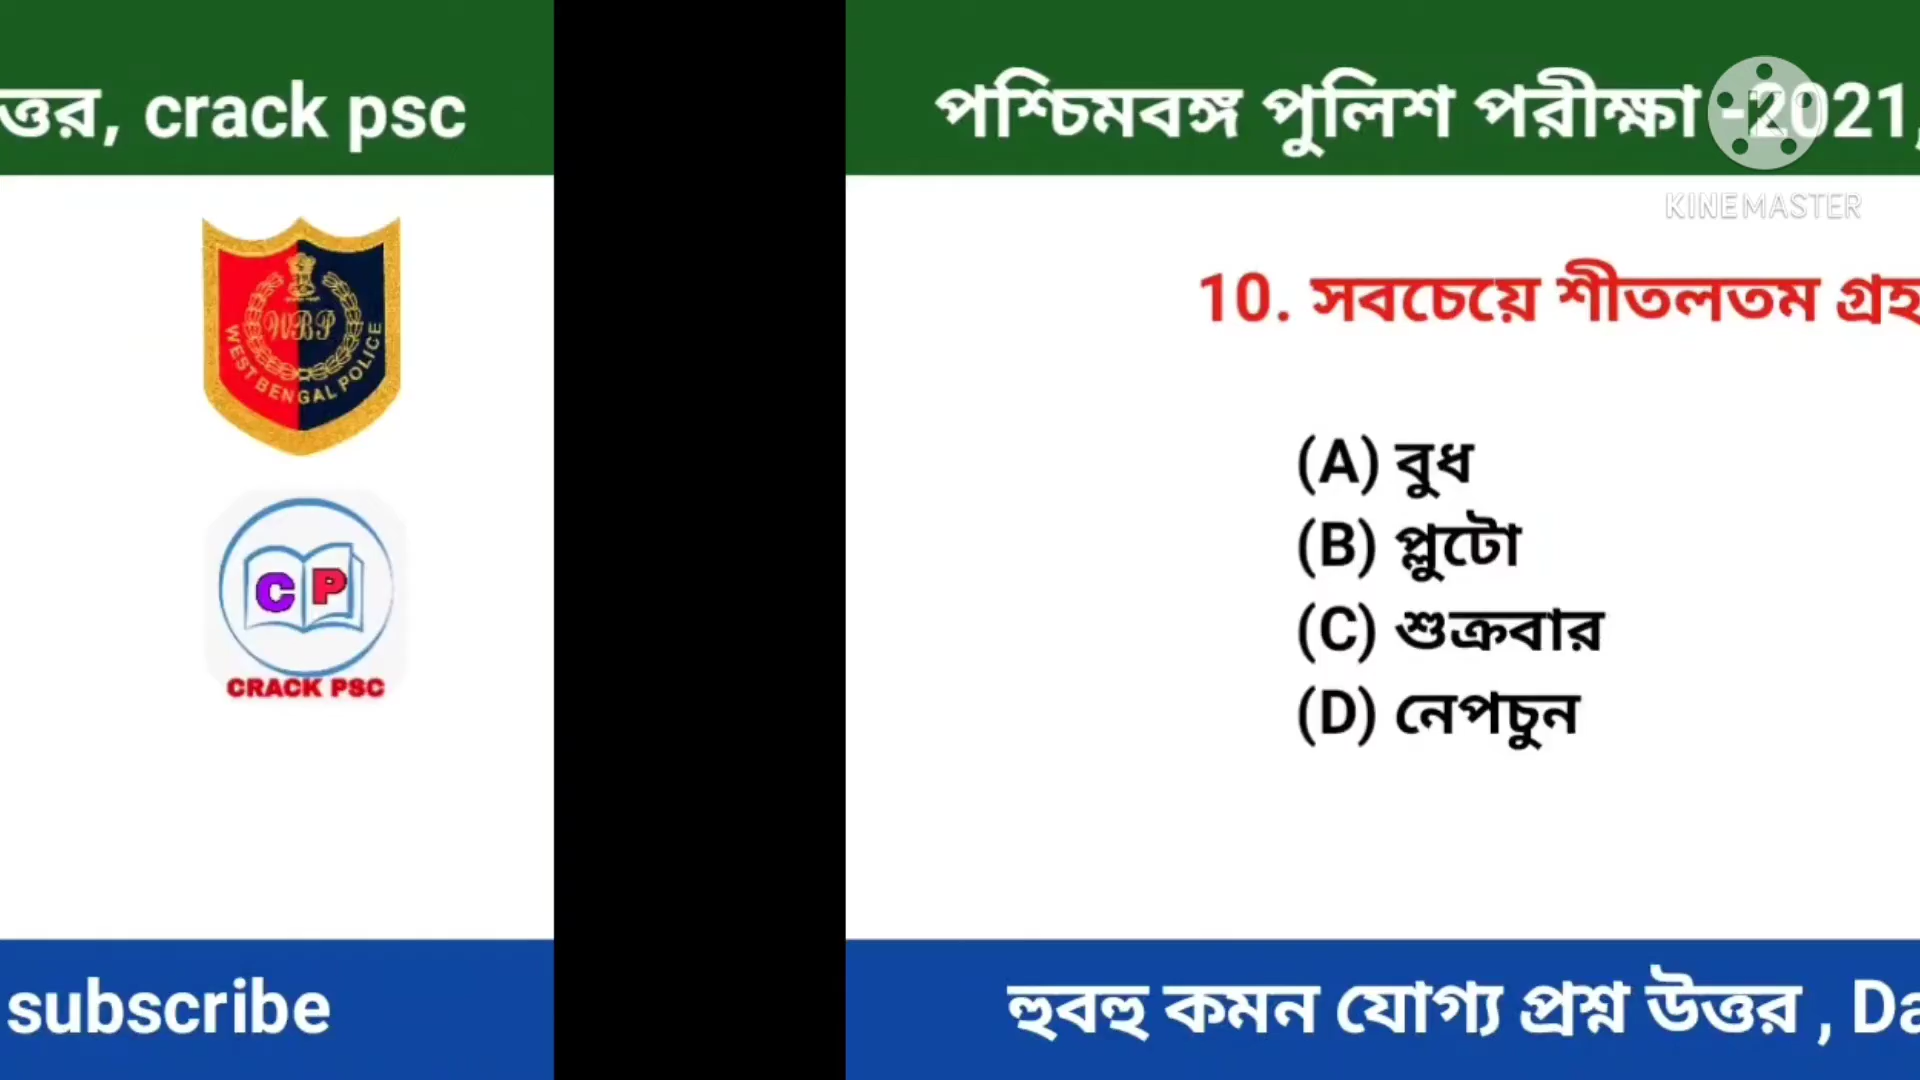 ত্তর, crack psc
WBP
WEST BENGAL POLICE
C P
CRACK PSC
subscribe
পশ্চিমবঙ্গ পুলিশ পরীক্ষা -2021,
KINEMASTER
10. সবচেয়ে শীতলতম গ্রহ
(A) বুধ
(B) প্লুটো
(C) শুক্রবার
(D) নেপচুন
হুবহু কমন যোগ্য প্রশ্ন উত্তর , Da